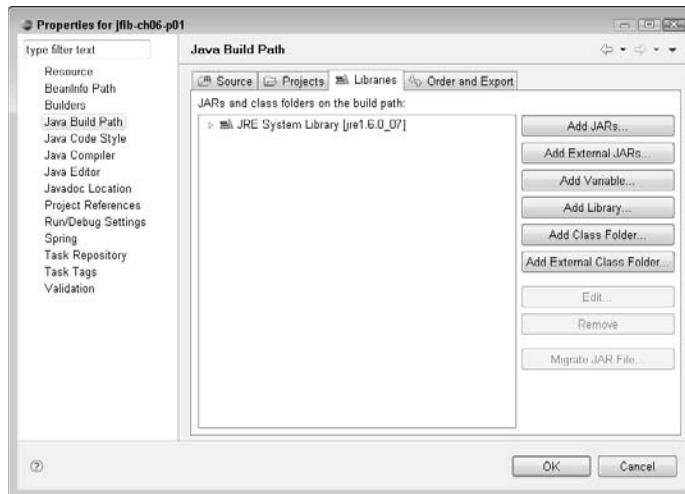 Properties for jfib-ch06-p01
type filter text
Resource
BeanInfo Path
Builders
Java Build Path
Java Code Style
Java Compiler
Java Editor
Javadoc Location
Project References
Run/Debug Settings
Spring
Task Repository
Task Tags
Validation
Java Build Path
Source
Projects
Libraries
Order and Export
JARs and class folders on the build path:
JRE System Library [jre1.6.0_07]
Add JARs...
Add External JARs...
Add Variable...
Add Library...
Add Class Folder...
Add External Class Folder...
Edit...
Remove
Migrate JAR File...
?
OK
Cancel